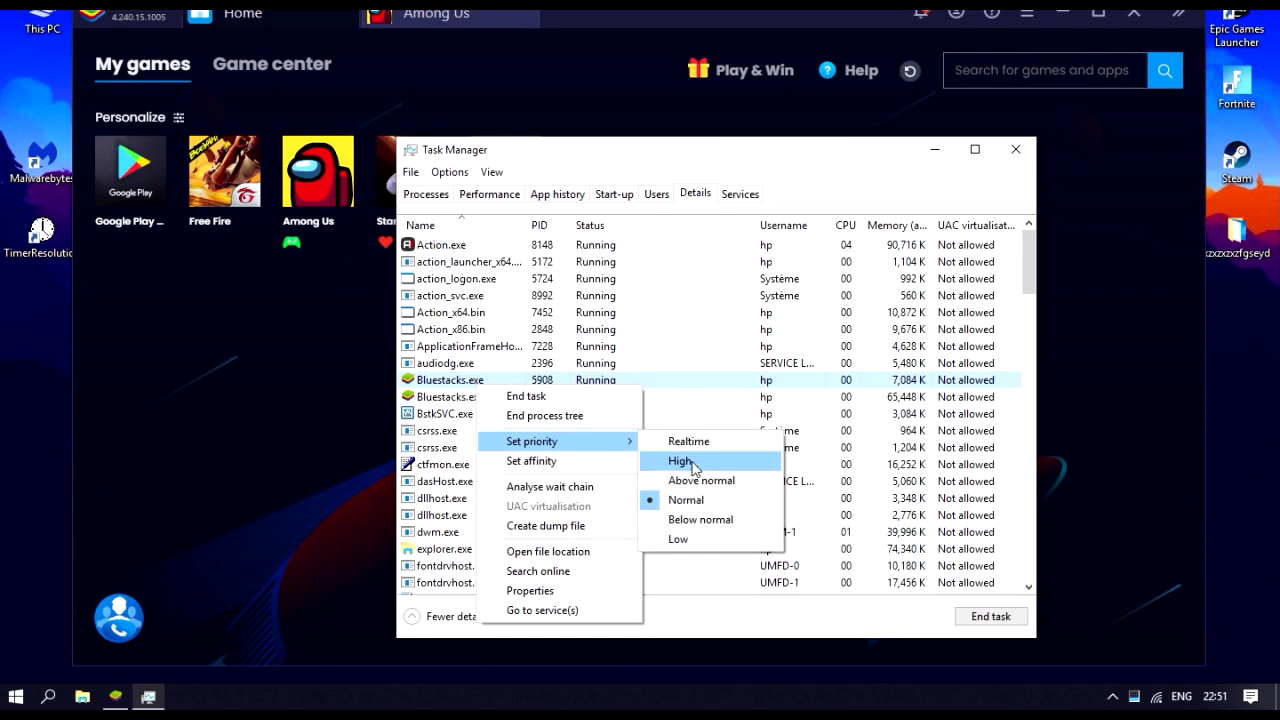 This PC
4.240.15.1005
Home
Among Us
Epic Games
Launcher
My games
Game center
Play & Win
Help
Search for games and apps
Fortnite
Personalize
Malwarebytes
Google Play
Steam
Google Play ...
Free Fire
Among Us
Star
TimerResolutio
xzxzxzxzfgseyd
Task Manager
File Options View
Processes Performance App history Start-up Users Details Services
Name PID Status Username CPU Memory (a... UAC virtualisat...
Action.exe 8148 Running hp 04 90,716 K Not allowed
action_launcher_x64.... 5172 Running hp 00 1,104 K Not allowed
action_logon.exe 5724 Running Système 00 992 K Not allowed
action_svc.exe 8992 Running Système 00 560 K Not allowed
Action_x64.bin 7452 Running hp 00 10,872 K Not allowed
Action_x86.bin 2848 Running hp 00 9,676 K Not allowed
ApplicationFrameHo... 7228 Running hp 00 4,628 K Not allowed
audiodg.exe 2396 Running SERVICE L... 00 5,480 K Not allowed
Bluestacks.exe 5908 Running hp 00 7,084 K Not allowed
Bluestacks.ex hp 00 65,448 K Not allowed
BstkSVC.exe hp 00 3,084 K Not allowed
csrss.exe 00 964 K Not allowed
csrss.exe 00 1,204 K Not allowed
ctfmon.exe 00 16,252 K Not allowed
dasHost.exe 00 5,060 K Not allowed
dllhost.exe 00 3,348 K Not allowed
dllhost.exe 00 2,776 K Not allowed
dwm.exe M-1 01 39,996 K Not allowed
explorer.exe 00 74,340 K Not allowed
fontdrvhost. UMFD-0 00 10,180 K Not allowed
fontdrvhost. UMFD-1 00 17,456 K Not allowed
End task
End process tree
Set priority
Set affinity
Analyse wait chain
UAC virtualisation
Create dump file
Open file location
Search online
Properties
Go to service(s)
Realtime
High
Above normal
Normal
Below normal
Low
Fewer deta
End task
ENG 22:51